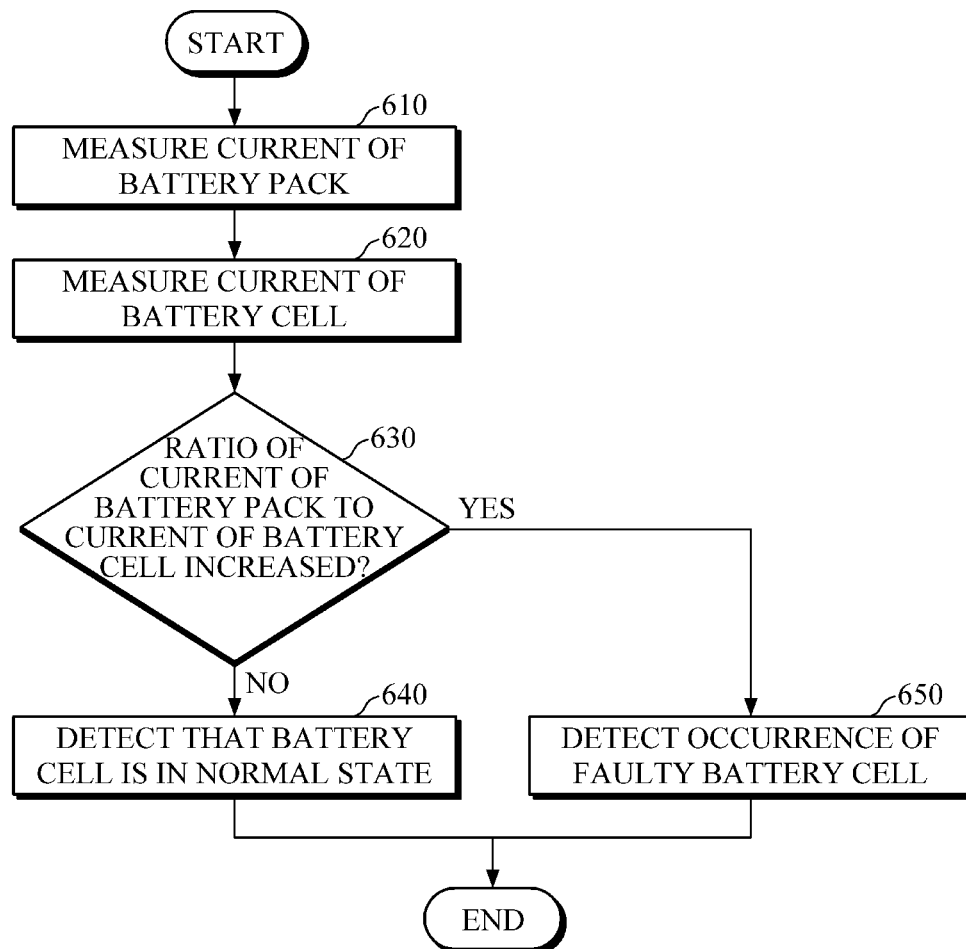 START
610
MEASURE CURRENT OF
BATTERY PACK
620
MEASURE CURRENT OF
BATTERY CELL
630
RATIO OF
CURRENT OF
BATTERY PACK TO
CURRENT OF BATTERY
CELL INCREASED?
YES
NO
640
DETECT THAT BATTERY
CELL IS IN NORMAL STATE
650
DETECT OCCURRENCE OF
FAULTY BATTERY CELL
END